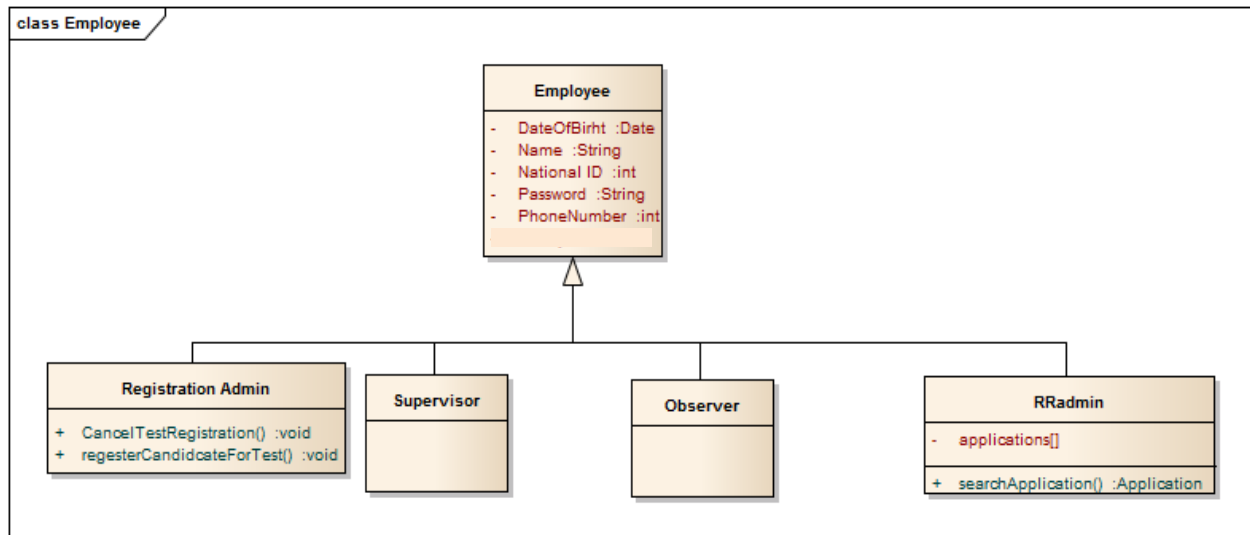 class Employee
Employee
- DateOfBirht :Date
- Name :String
- National ID :int
- Password :String
- PhoneNumber :int
Registration Admin
+ CancelTestRegistration() :void
+ regesterCandidcateForTest() :void
Supervisor
Observer
RRadmin
- applications[]
+ searchApplication() :Application